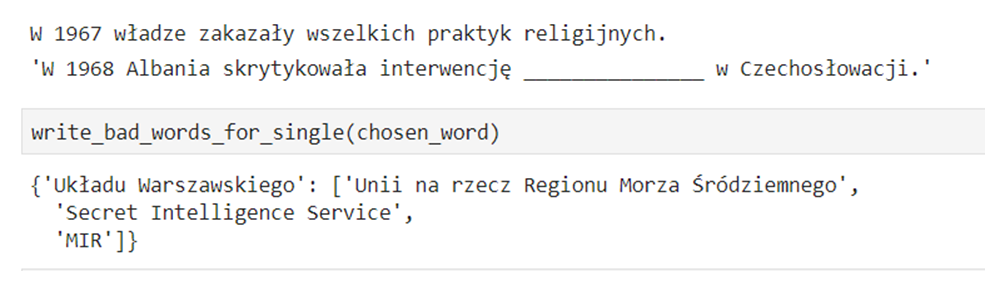 W 1967 władze zakazały wszelkich praktyk religijnych.
'W 1968 Albania skrytykowała interwencję _______________ w Czechosłowacji.'
write_bad_words_for_single(chosen_word)
{'Układu Warszawskiego': ['Unii na rzecz Regionu Morza Śródziemnego',
'Secret Intelligence Service',
'MIR']}